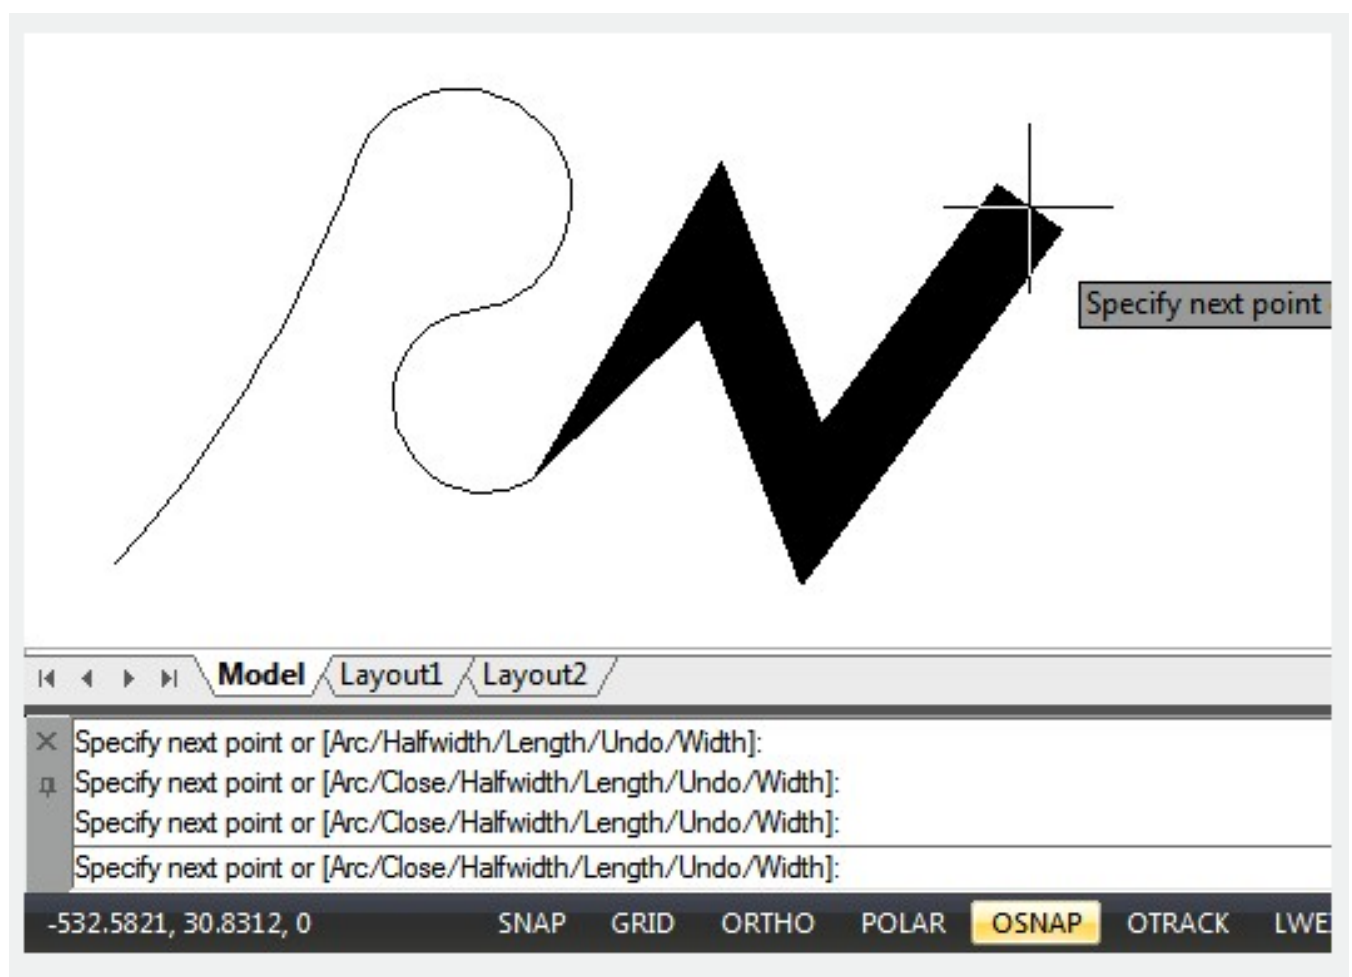 Specify next point
Model Layout1 Layout2
Specify next point or [Arc/Halfwidth/Length/Undo/Width]:
Specify next point or [Arc/Close/Halfwidth/Length/Undo/Width]:
Specify next point or [Arc/Close/Halfwidth/Length/Undo/Width]:
Specify next point or [Arc/Close/Halfwidth/Length/Undo/Width]:
-532.5821, 30.8312, 0 SNAP GRID ORTHO POLAR OSNAP OTRACK